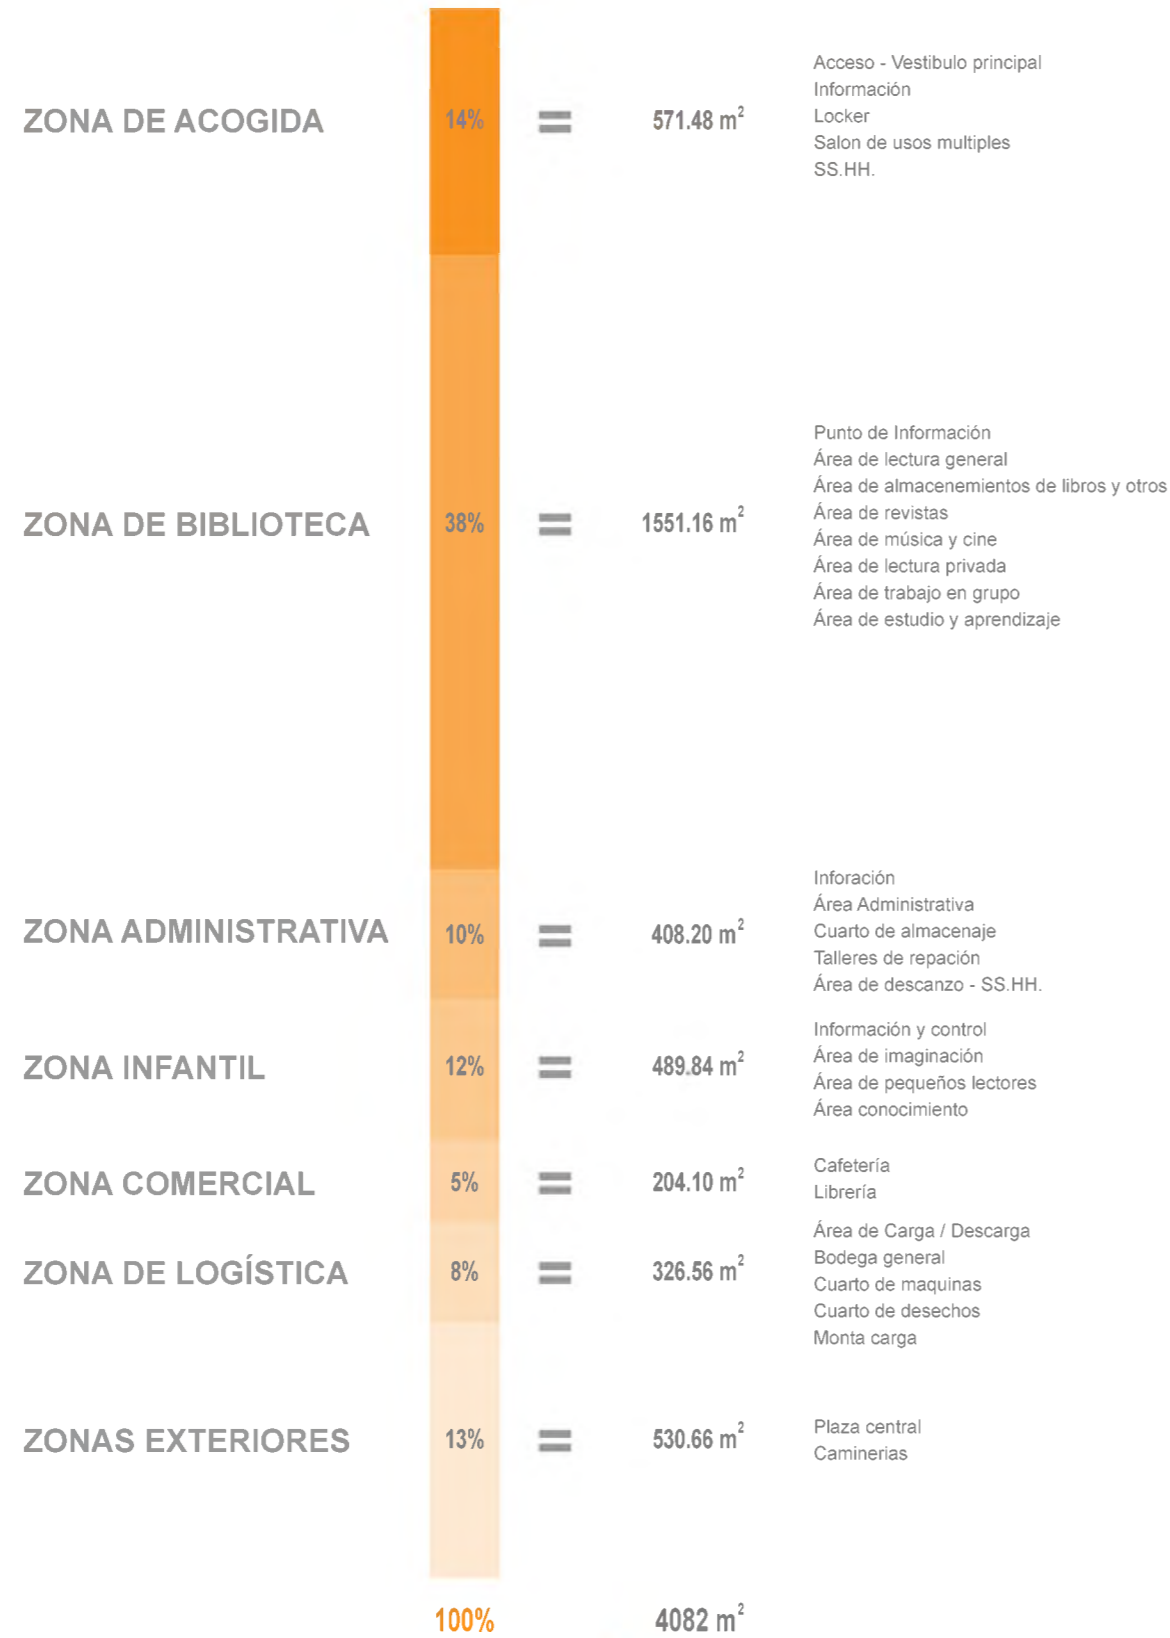 Acceso - Vestibulo principal
Información
ZONA DE ACOGIDA 14% = 571.48 m² Locker
Salon de usos multiples
SS.HH.
Punto de Información
Área de lectura general
Área de almacenemientos de libros y otros
ZONA DE BIBLIOTECA 38% = 1551.16 m² Área de revistas
Área de música y cine
Área de lectura privada
Área de trabajo en grupo
Área de estudio y aprendizaje
Inforación
Área Administrativa
ZONA ADMINISTRATIVA 10% = 408.20 m² Cuarto de almacenaje
Talleres de repación
Área de descanzo - SS.HH.
Información y control
ZONA INFANTIL 12% = 489.84 m² Área de imaginación
Área de pequeños lectores
Área conocimiento
Cafetería
ZONA COMERCIAL 5% = 204.10 m² Librería
Área de Carga / Descarga
Bodega general
ZONA DE LOGÍSTICA 8% = 326.56 m² Cuarto de maquinas
Cuarto de desechos
Monta carga
ZONAS EXTERIORES 13% = 530.66 m² Plaza central
Caminerias
100% 4082 m²